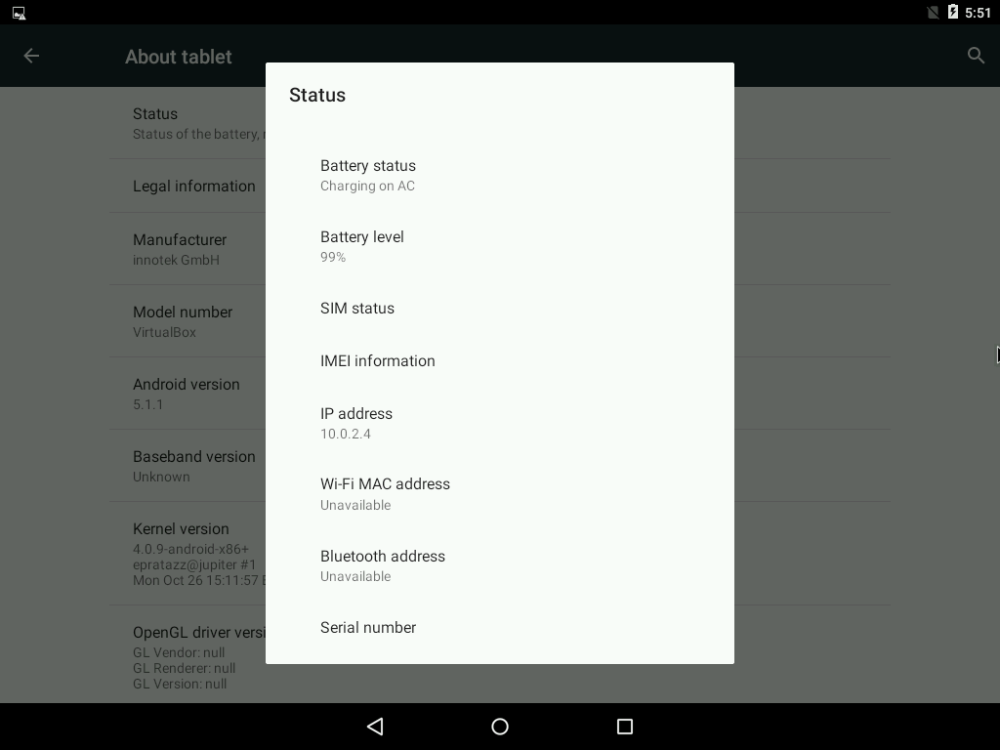 5:51
About tablet
Status
Status of the battery,
Legal information
Manufacturer
innotek GmbH
Model number
VirtualBox
Android version
5.1.1
Baseband version
Unknown
Kernel version
4.0.9-android-x86+
epratazz@jupiter #1
Mon Oct 26 15:11:57
OpenGL driver versi
GL Vendor: null
GL Renderer: null
GL Version: null
Status
Battery status
Charging on AC
Battery level
99%
SIM status
IMEI information
IP address
10.0.2.4
Wi-Fi MAC address
Unavailable
Bluetooth address
Unavailable
Serial number